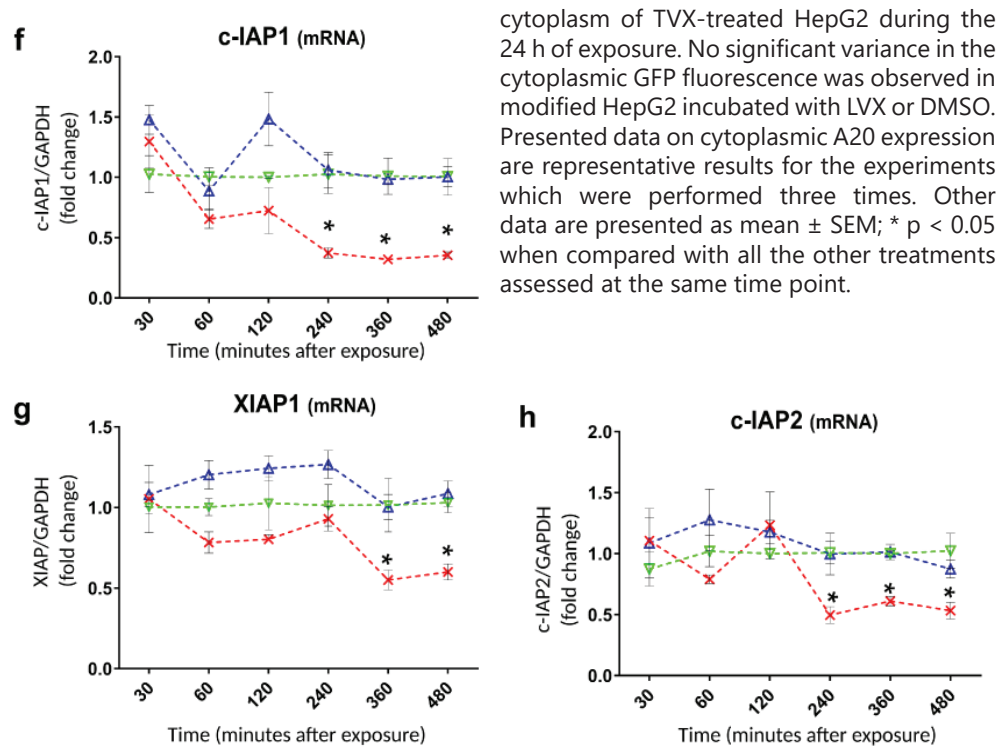 f
c-IAP1 (mRNA)
2.0
1.5
1.0
0.5
0.0
c-IAP1/GAPDH
(fold change)
*
*
*
30
60
120
240
360
480
Time (minutes after exposure)
cytoplasm of TVX-treated HepG2 during the
24 h of exposure. No significant variance in the
cytoplasmic GFP fluorescence was observed in
modified HepG2 incubated with LVX or DMSO.
Presented data on cytoplasmic A20 expression
are representative results for the experiments
which were performed three times. Other
data are presented as mean ± SEM; * p < 0.05
when compared with all the other treatments
assessed at the same time point.
g
XIAP1 (mRNA)
1.5
1.0
0.5
0.0
XIAP/GAPDH
(fold change)
*
*
30
60
120
240
360
480
Time (minutes after exposure)
h
c-IAP2 (mRNA)
2.0
1.5
1.0
0.5
0.0
c-IAP2/GAPDH
(fold change)
*
*
*
30
60
120
240
360
480
Time (minutes after exposure)